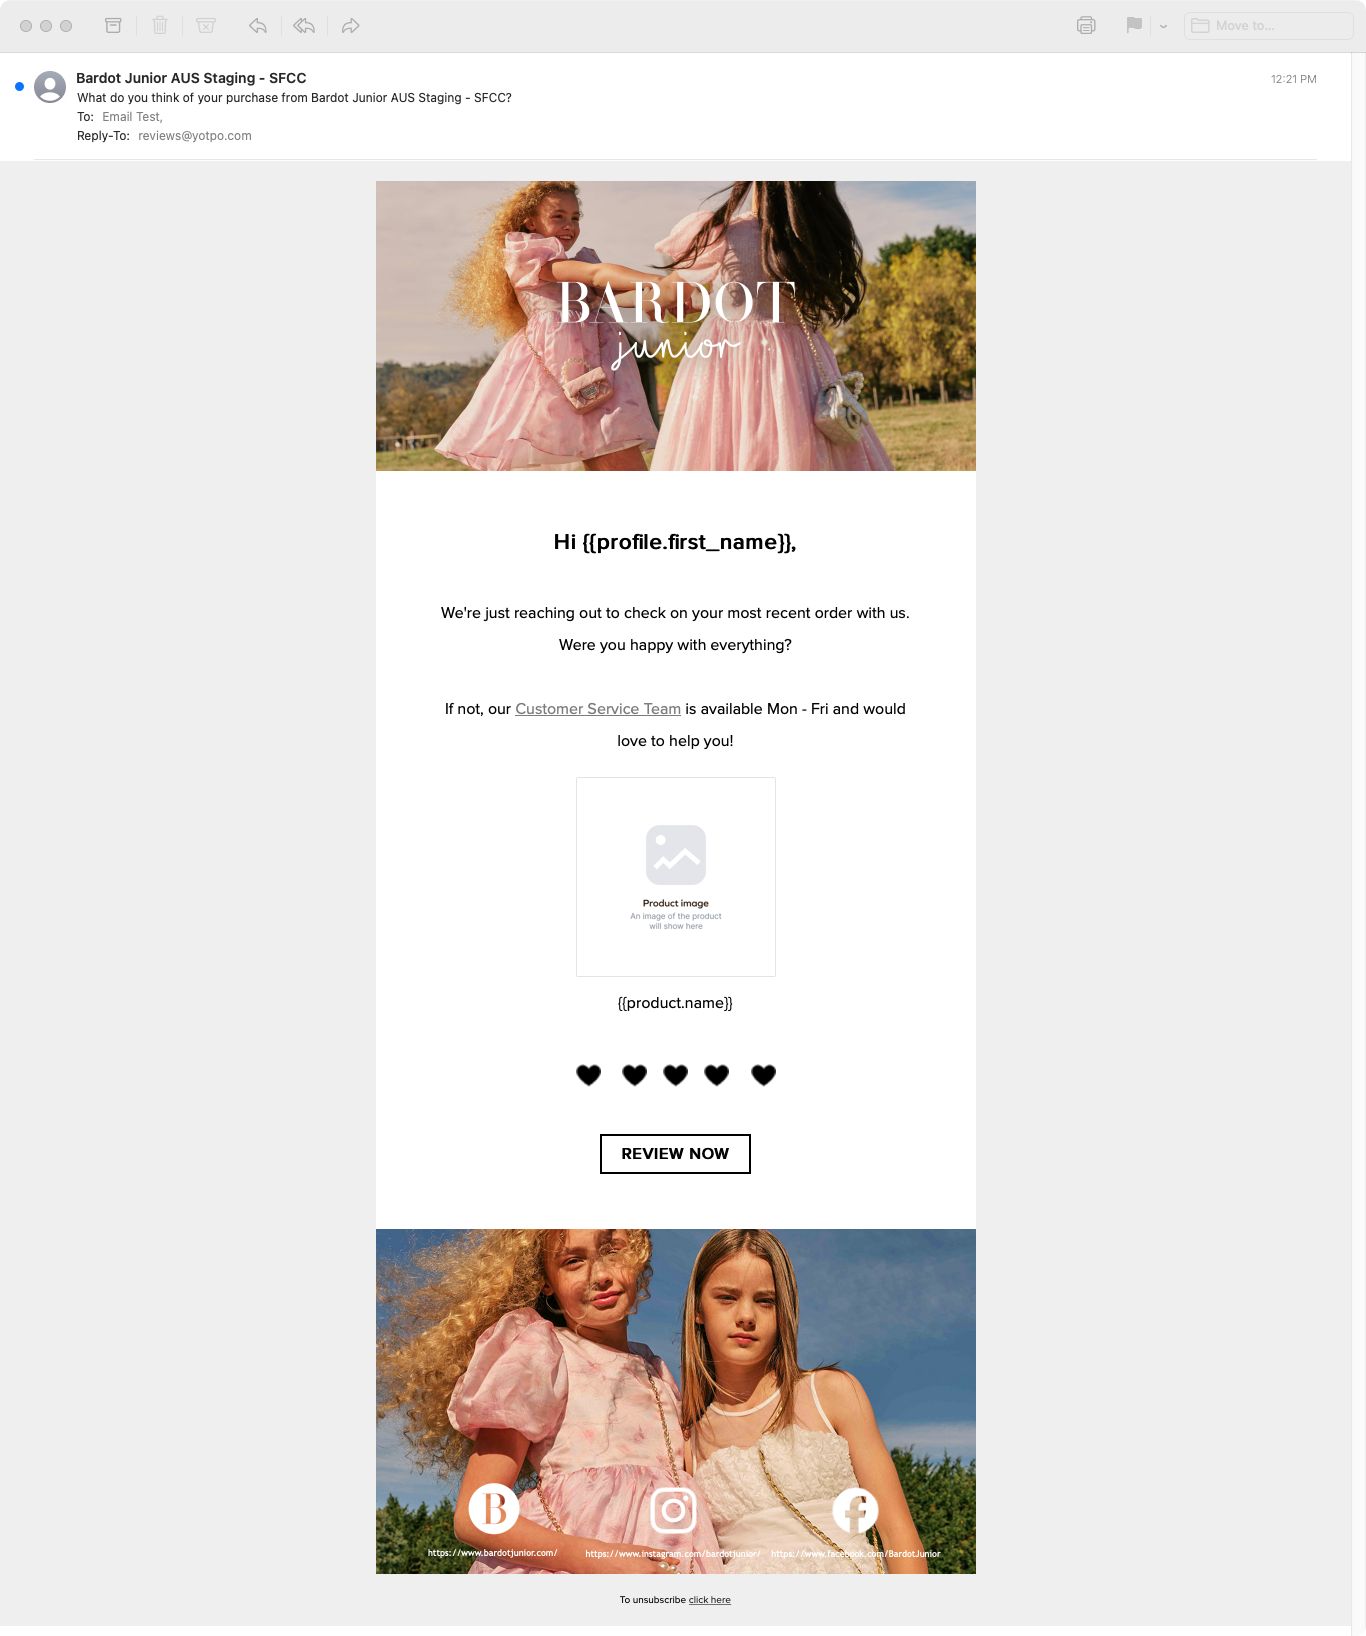 Move to...
Bardot Junior AUS Staging - SFCC
12:21 PM
What do you think of your purchase from Bardot Junior AUS Staging - SFCC?
To: Email Test,
Reply-To: reviews@yotpo.com
BARDOT
junior
Hi {{profile.first_name}},
We're just reaching out to check on your most recent order with us.
Were you happy with everything?
If not, our Customer Service Team is available Mon - Fri and would
love to help you!
Product image
An image of the product
will show here
{{product.name}}
REVIEW NOW
B
https://www.bardotjunior.com/
https://www.instagram.com/bardotjunior/
https://www.facebook.com/BardotJunior
To unsubscribe click here